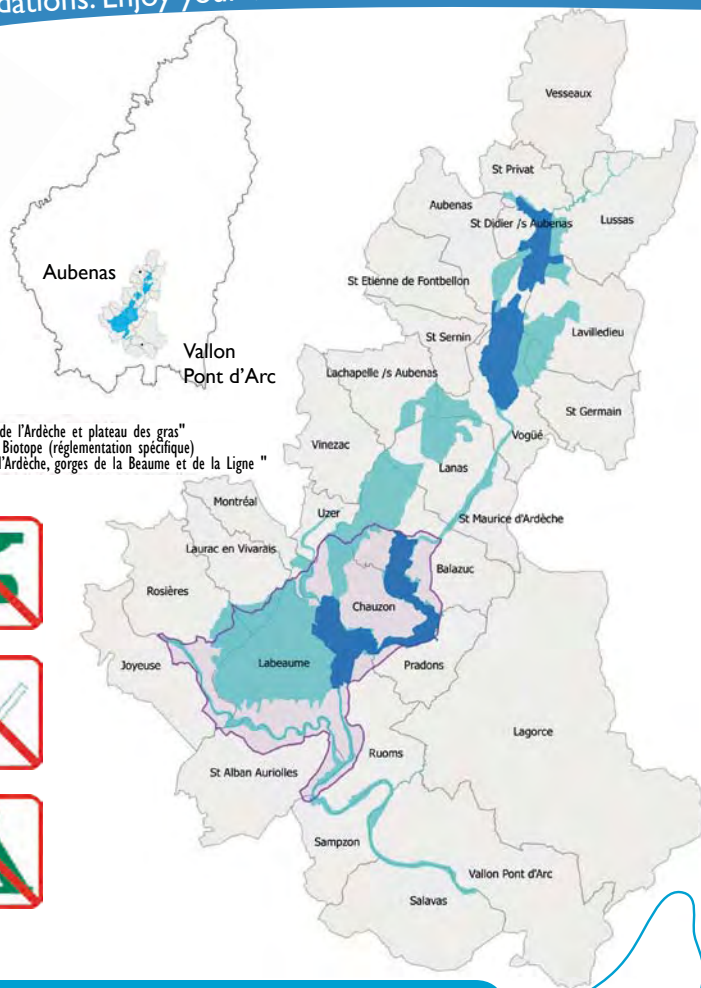 dations. Enjoy your
Vesseaux
St Privat
Aubenas
St Didier /s Aubenas
Lussas
St Etienne de Fontbellon
Aubenas
St Sernin
Lavilledieu
Vallon
Pont d'Arc
Lachapelle /s Aubenas
St Germain
de l'Ardèche et plateau des gras"
Biotope (réglementation spécifique)
l'Ardèche, gorges de la Beaume et de la Ligne "
Vogüé
Vinezac
Lanas
Montréal
Uzer
St Maurice d'Ardèche
Laurac en Vivarais
Balazuc
Rosières
Chauzon
Joyeuse
Labeaume
Pradons
Lagorce
Ruoms
St Alban Auriolles
Sampzon
Vallon Pont d'Arc
Salavas